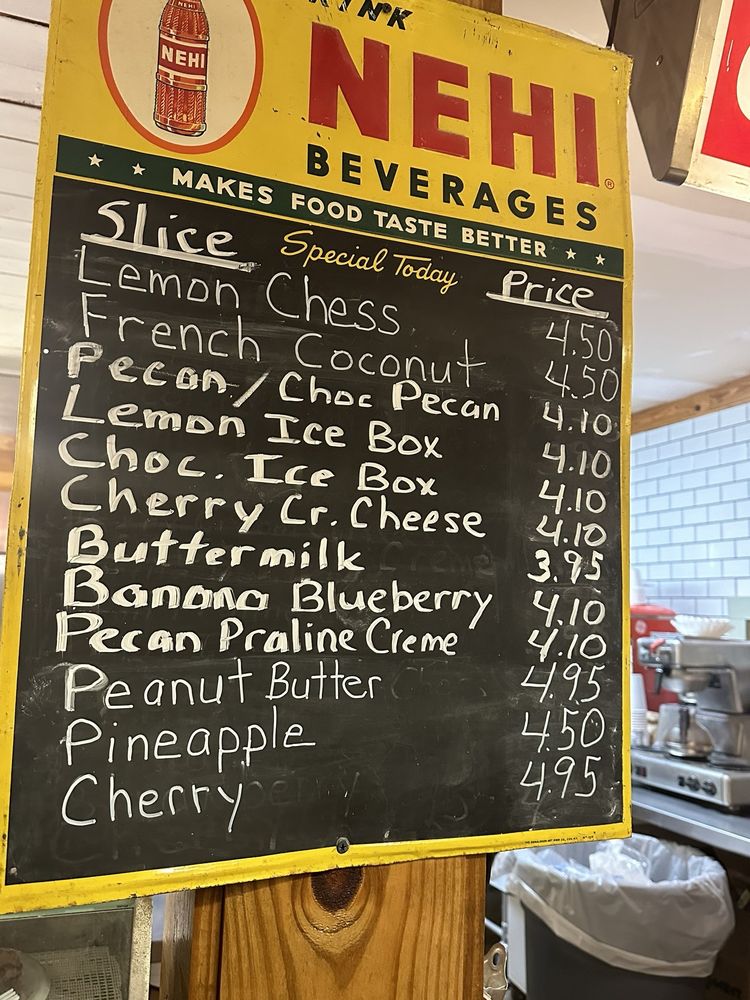 NEHI
NEHI
BEVERAGES
MAKES FOOD TASTE BETTER
Slice Special Today Price
Lemon Chess 4.50
French Coconut 4.50
Pecan / Choc Pecan 4.10
Lemon Ice Box 4.10
Choc. Ice Box 4.10
Cherry Cr. Cheese 4.10
Buttermilk 3.95
Banana Blueberry 4.10
Pecan Praline Creme 4.10
Peanut Butter 4.95
Pineapple 4.50
Cherry 4.95